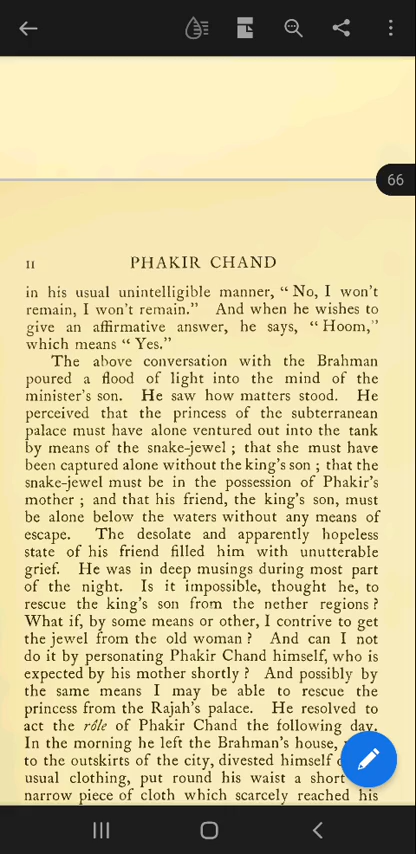 66
II PHAKIR CHAND
in his usual unintelligible manner, “ No, I won’t
remain, I won’t remain.” And when he wishes to
give an affirmative answer, he says, “ Hoom,”
which means “ Yes.”
The above conversation with the Brahman
poured a flood of light into the mind of the
minister’s son. He saw how matters stood. He
perceived that the princess of the subterranean
palace must have alone ventured out into the tank
by means of the snake-jewel ; that she must have
been captured alone without the king’s son ; that the
snake-jewel must be in the possession of Phakir’s
mother ; and that his friend, the king’s son, must
be alone below the waters without any means of
escape. The desolate and apparently hopeless
state of his friend filled him with unutterable
grief. He was in deep musings during most part
of the night. Is it impossible, thought he, to
rescue the king’s son from the nether regions ?
What if, by some means or other, I contrive to get
the jewel from the old woman ? And can I not
do it by personating Phakir Chand himself, who is
expected by his mother shortly ? And possibly by
the same means I may be able to rescue the
princess from the Rajah’s palace. He resolved to
act the rôle of Phakir Chand the following day.
In the morning he left the Brahman’s house,
to the outskirts of the city, divested himself
usual clothing, put round his waist a short
narrow piece of cloth which scarcely reached his